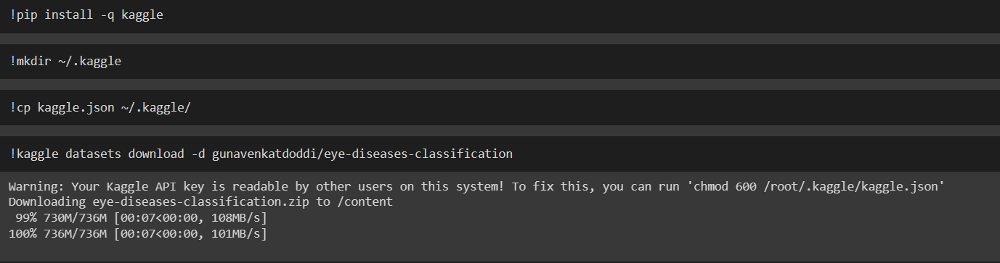 !pip install -q kaggle
!mkdir ~/.kaggle
!cp kaggle.json ~/.kaggle/
!kaggle datasets download -d gunavenkatdoddi/eye-diseases-classification
Warning: Your Kaggle API key is readable by other users on this system! To fix this, you can run 'chmod 600 /root/.kaggle/kaggle.json'
Downloading eye-diseases-classification.zip to /content
 99% 730M/736M [00:07<00:00, 108MB/s]
100% 736M/736M [00:07<00:00, 101MB/s]